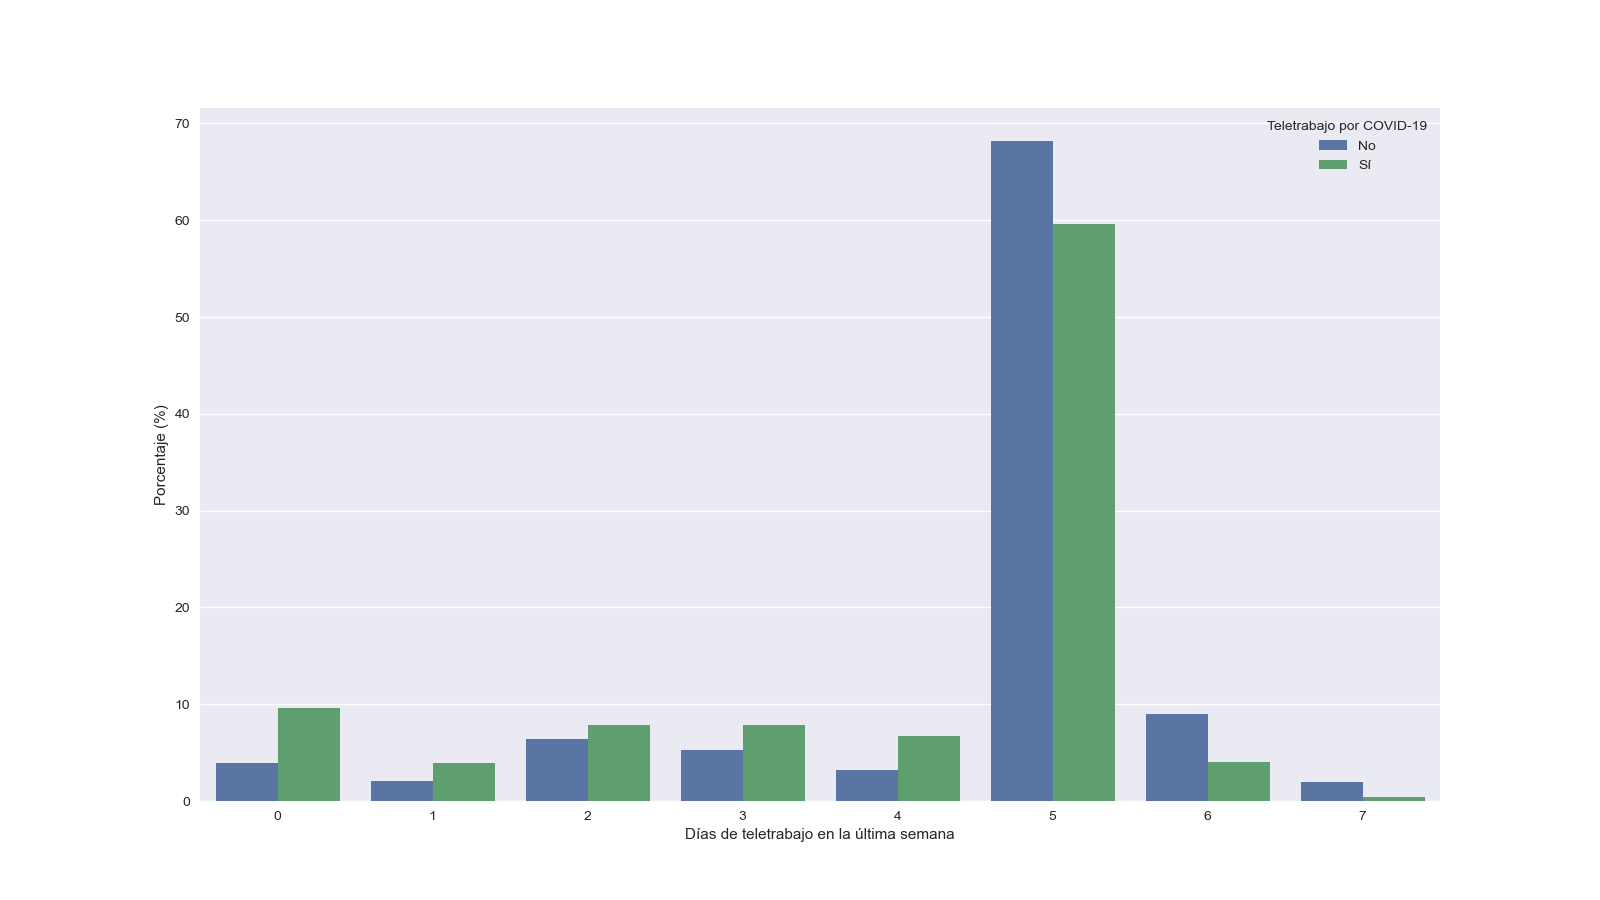 Teletrabajo por COVID-19
No
Sí
70
60
50
40
30
20
10
0
Porcentaje (%)
0 1 2 3 4 5 6 7
Días de teletrabajo en la última semana